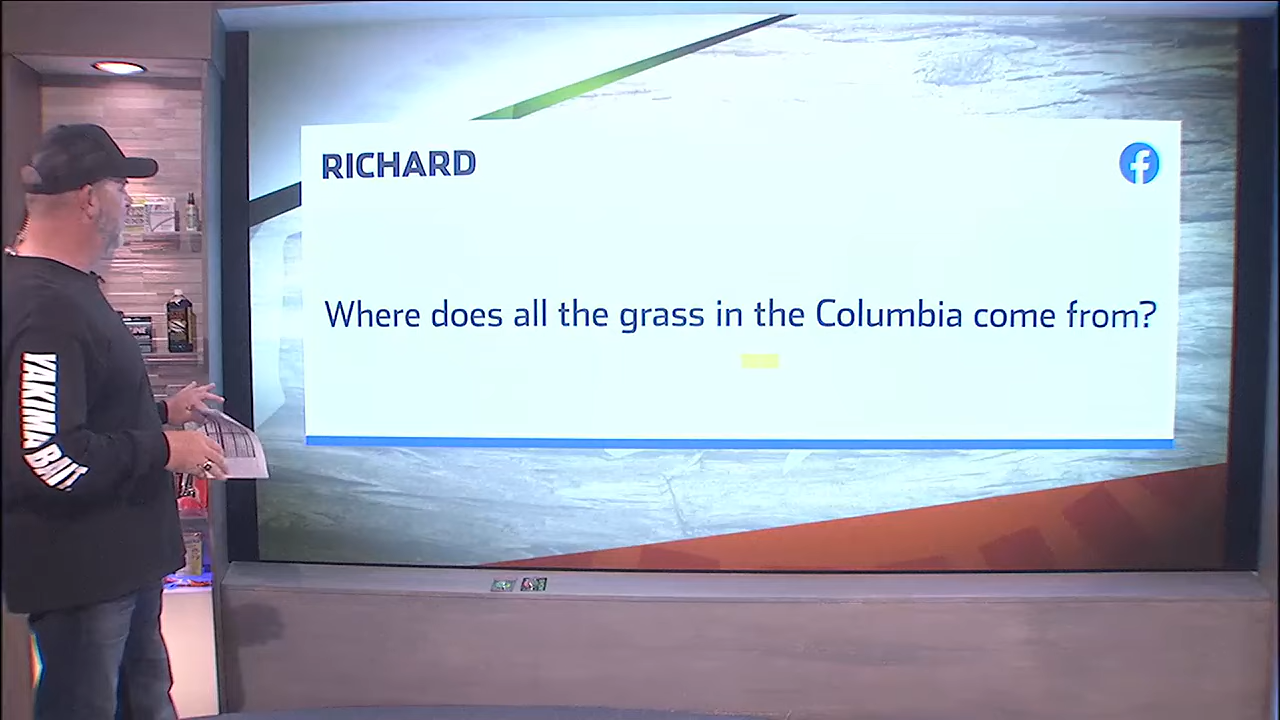 RICHARD
Where does all the grass in the Columbia come from?
YAKIMA BAIT